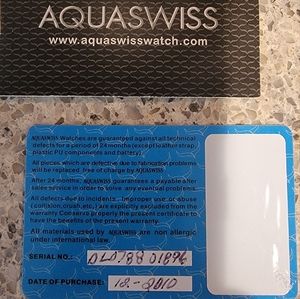 AQUASWISS
www.aquaswisswatch.com
AQUASWISS Watches are guaranteed against all technical
defects for a period of 24 months (except leather strap,
plastic PU components and battery)
All pieces which are defective due to fabrication problems
will be replaced free of charge by AQUASWISS
After 24 months, AQUASWISS guarantee a payable after
sales service in order to solve any eventual problems.
All defects due to incidents, improper use or abuse
(collision, crush, etc.) are explicitly excluded from the
warranty Conserve properly the present certificate to
have the benefits of the present warranty.
All materials used by AQUASWISS are non allergic
under international law.
SERIAL NO.:
DATE OF PURCHASE: 12-2010